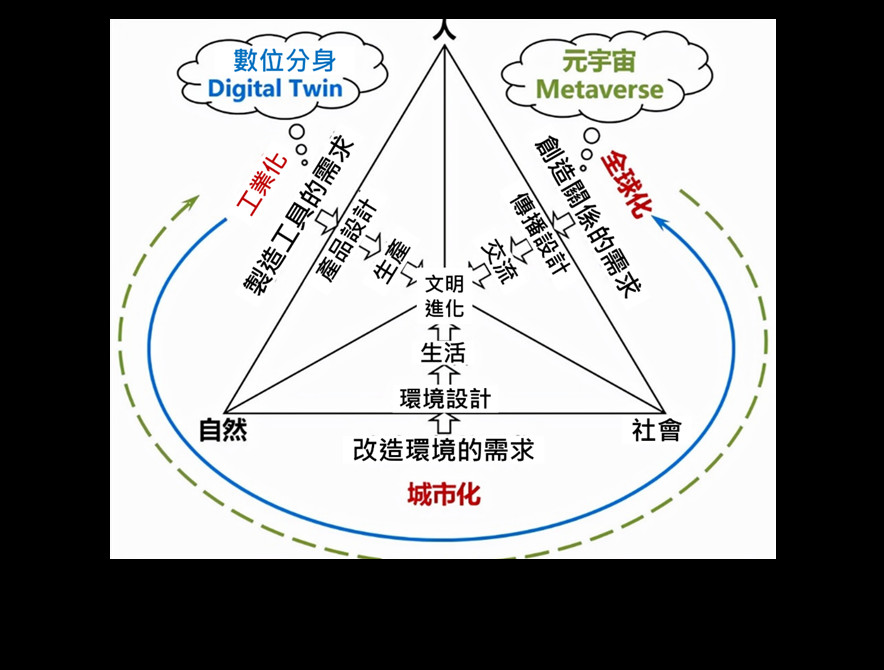 人
數位分身
Digital Twin
元宇宙
Metaverse
工業化
製造工具的需求
產品設計
生產
全球化
創造關係的需求
傳播設計
交流
文明
進化
生活
環境設計
自然
社會
改造環境的需求
城市化